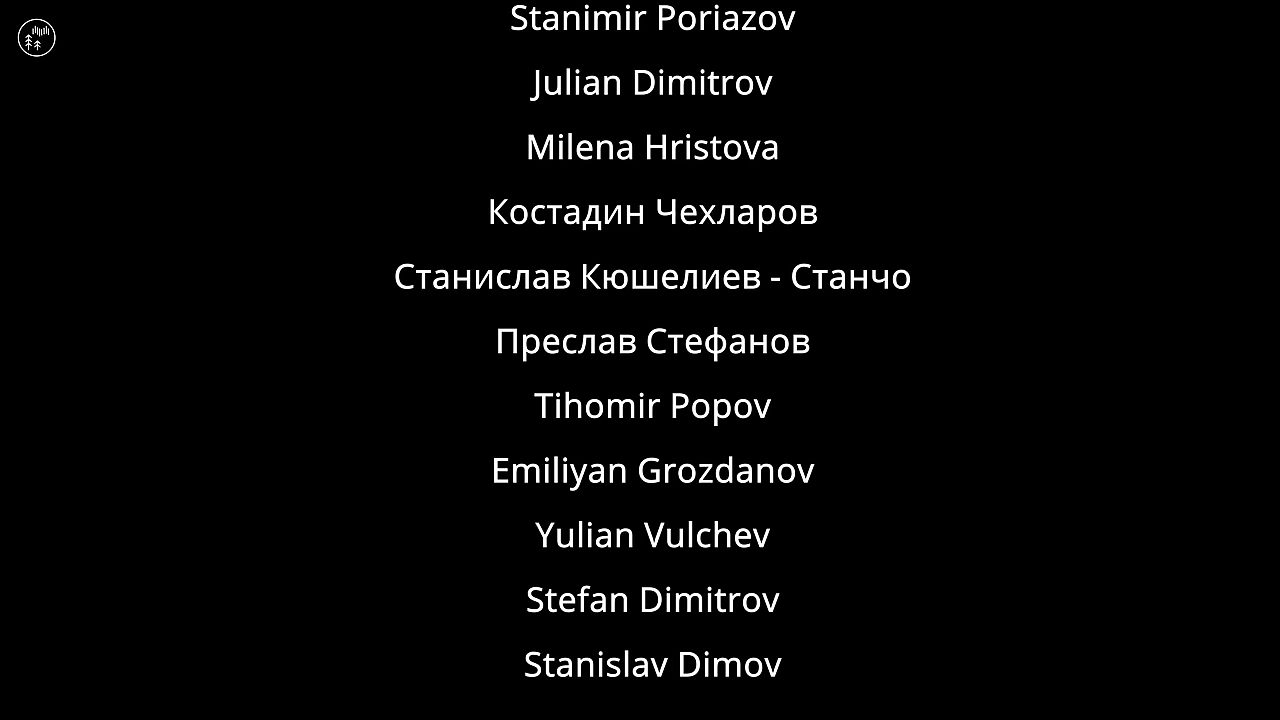 Stanimir Poriazov
Julian Dimitrov
Milena Hristova
Костадин Чехларов
Станислав Кюшелиев - Станчо
Преслав Стефанов
Tihomir Popov
Emiliyan Grozdanov
Yulian Vulchev
Stefan Dimitrov
Stanislav Dimov